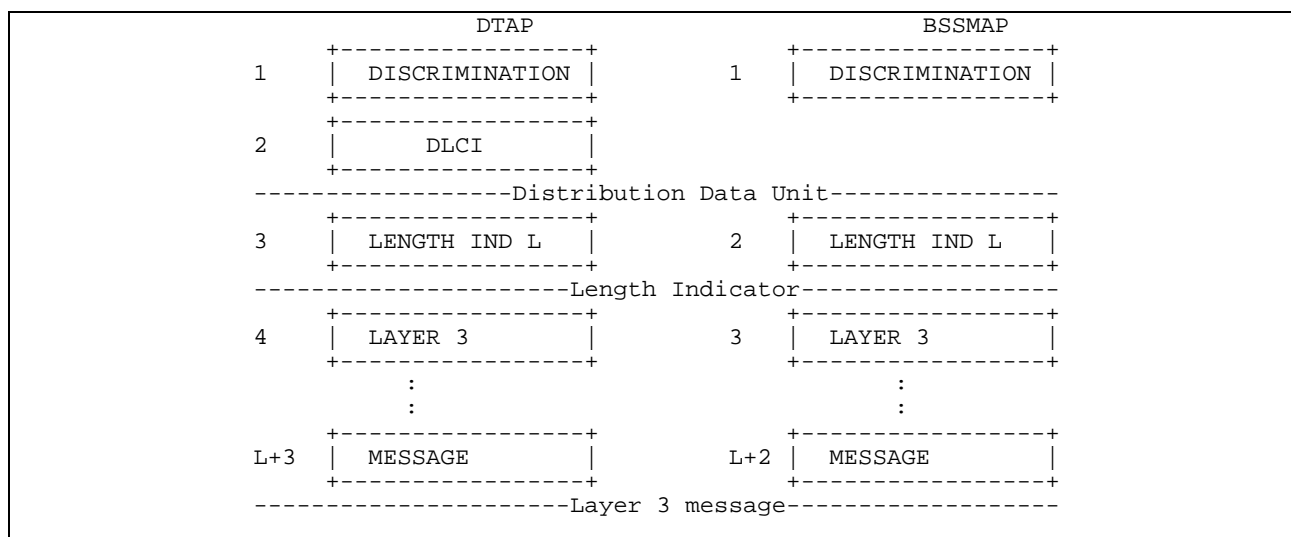 DTAP BSSMAP
+-----------------+ +-----------------+
1 | DISCRIMINATION | 1 | DISCRIMINATION |
+-----------------+ +-----------------+
+-----------------+
2 | DLCI |
+-----------------+
------------------Distribution Data Unit----------------
+-----------------+ +-----------------+
3 | LENGTH IND L | 2 | LENGTH IND L |
+-----------------+ +-----------------+
----------------------Length Indicator------------------
+-----------------+ +-----------------+
4 | LAYER 3 | 3 | LAYER 3 |
+-----------------+ +-----------------+
: :
: :
+-----------------+ +-----------------+
L+3 | MESSAGE | L+2 | MESSAGE |
+-----------------+ +-----------------+
----------------------Layer 3 message-------------------